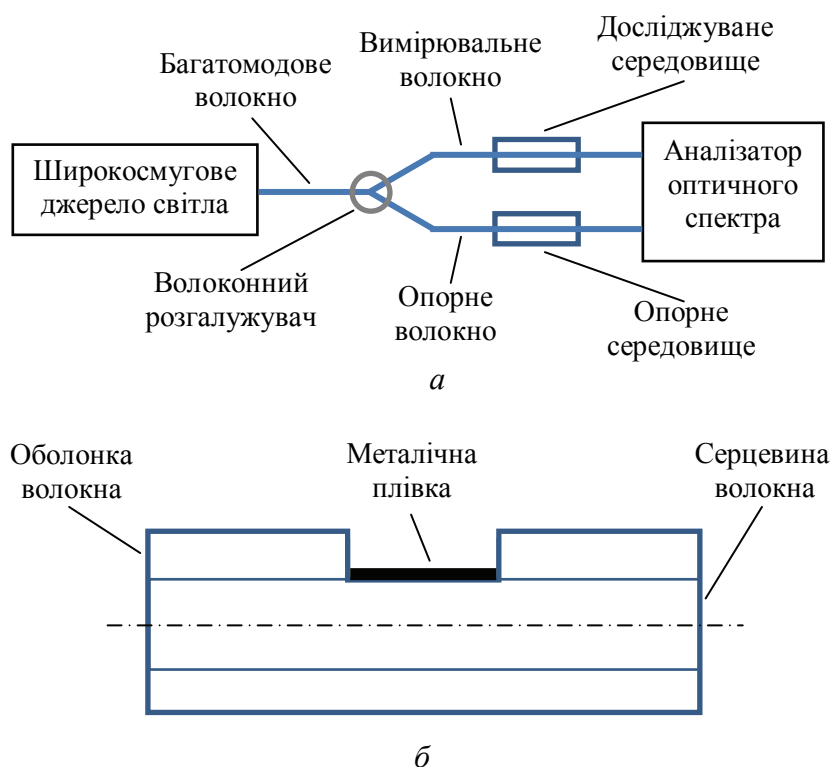 Багатомодове
волокно
Вимірювальне
волокно
Досліджуване
середовище
Широкосмугове
джерело світла
Аналізатор
оптичного
спектра
Волоконний
розгалужувач
Опорне
волокно
Опорне
середовище
а
Оболонка
волокна
Металічна
плівка
Серцевина
волокна
б